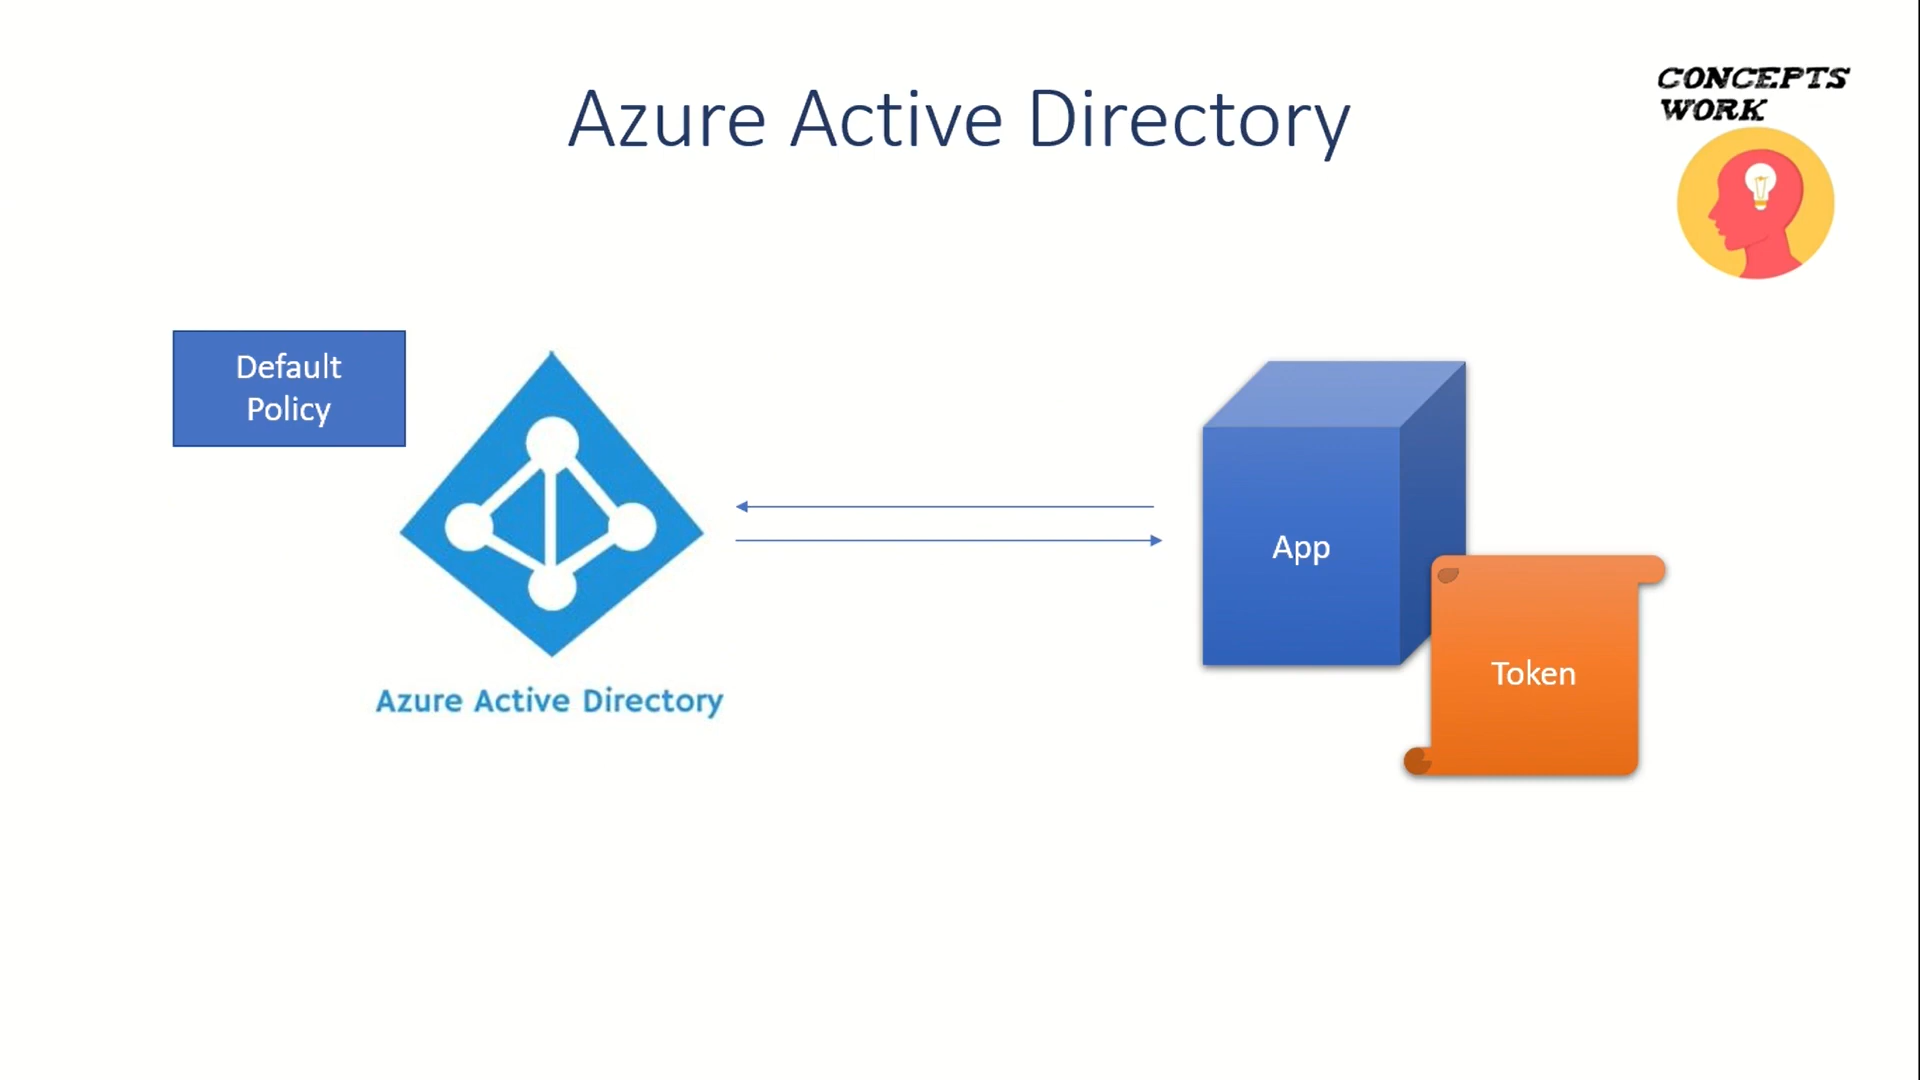 Azure Active Directory
CONCEPTS
WORK
Default
Policy
App
Token
Azure Active Directory